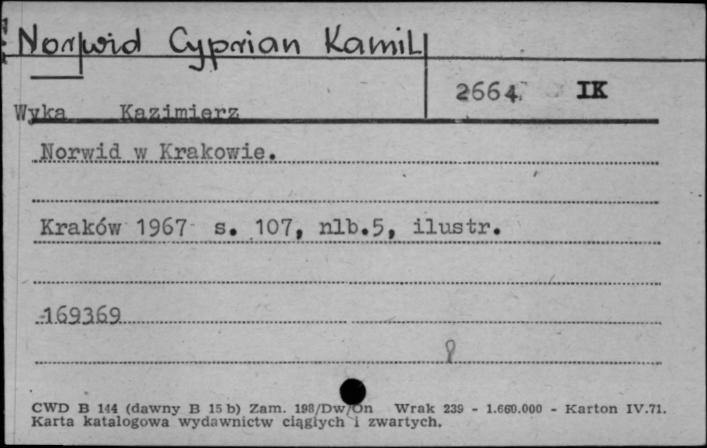 Norwid Cyprian Kamil
2664 IK
Wyka Kazimierz
Norwid w Krakowie.
Kraków 1967 s. 107, nlb.5, ilustr.
169369
8
CWD B 144 (dawny B 15 b) Zam. 198/Dw/On Wrak 239 - 1.660.000 - Karton IV.71.
Karta katalogowa wydawnictw ciągłych i zwartych.